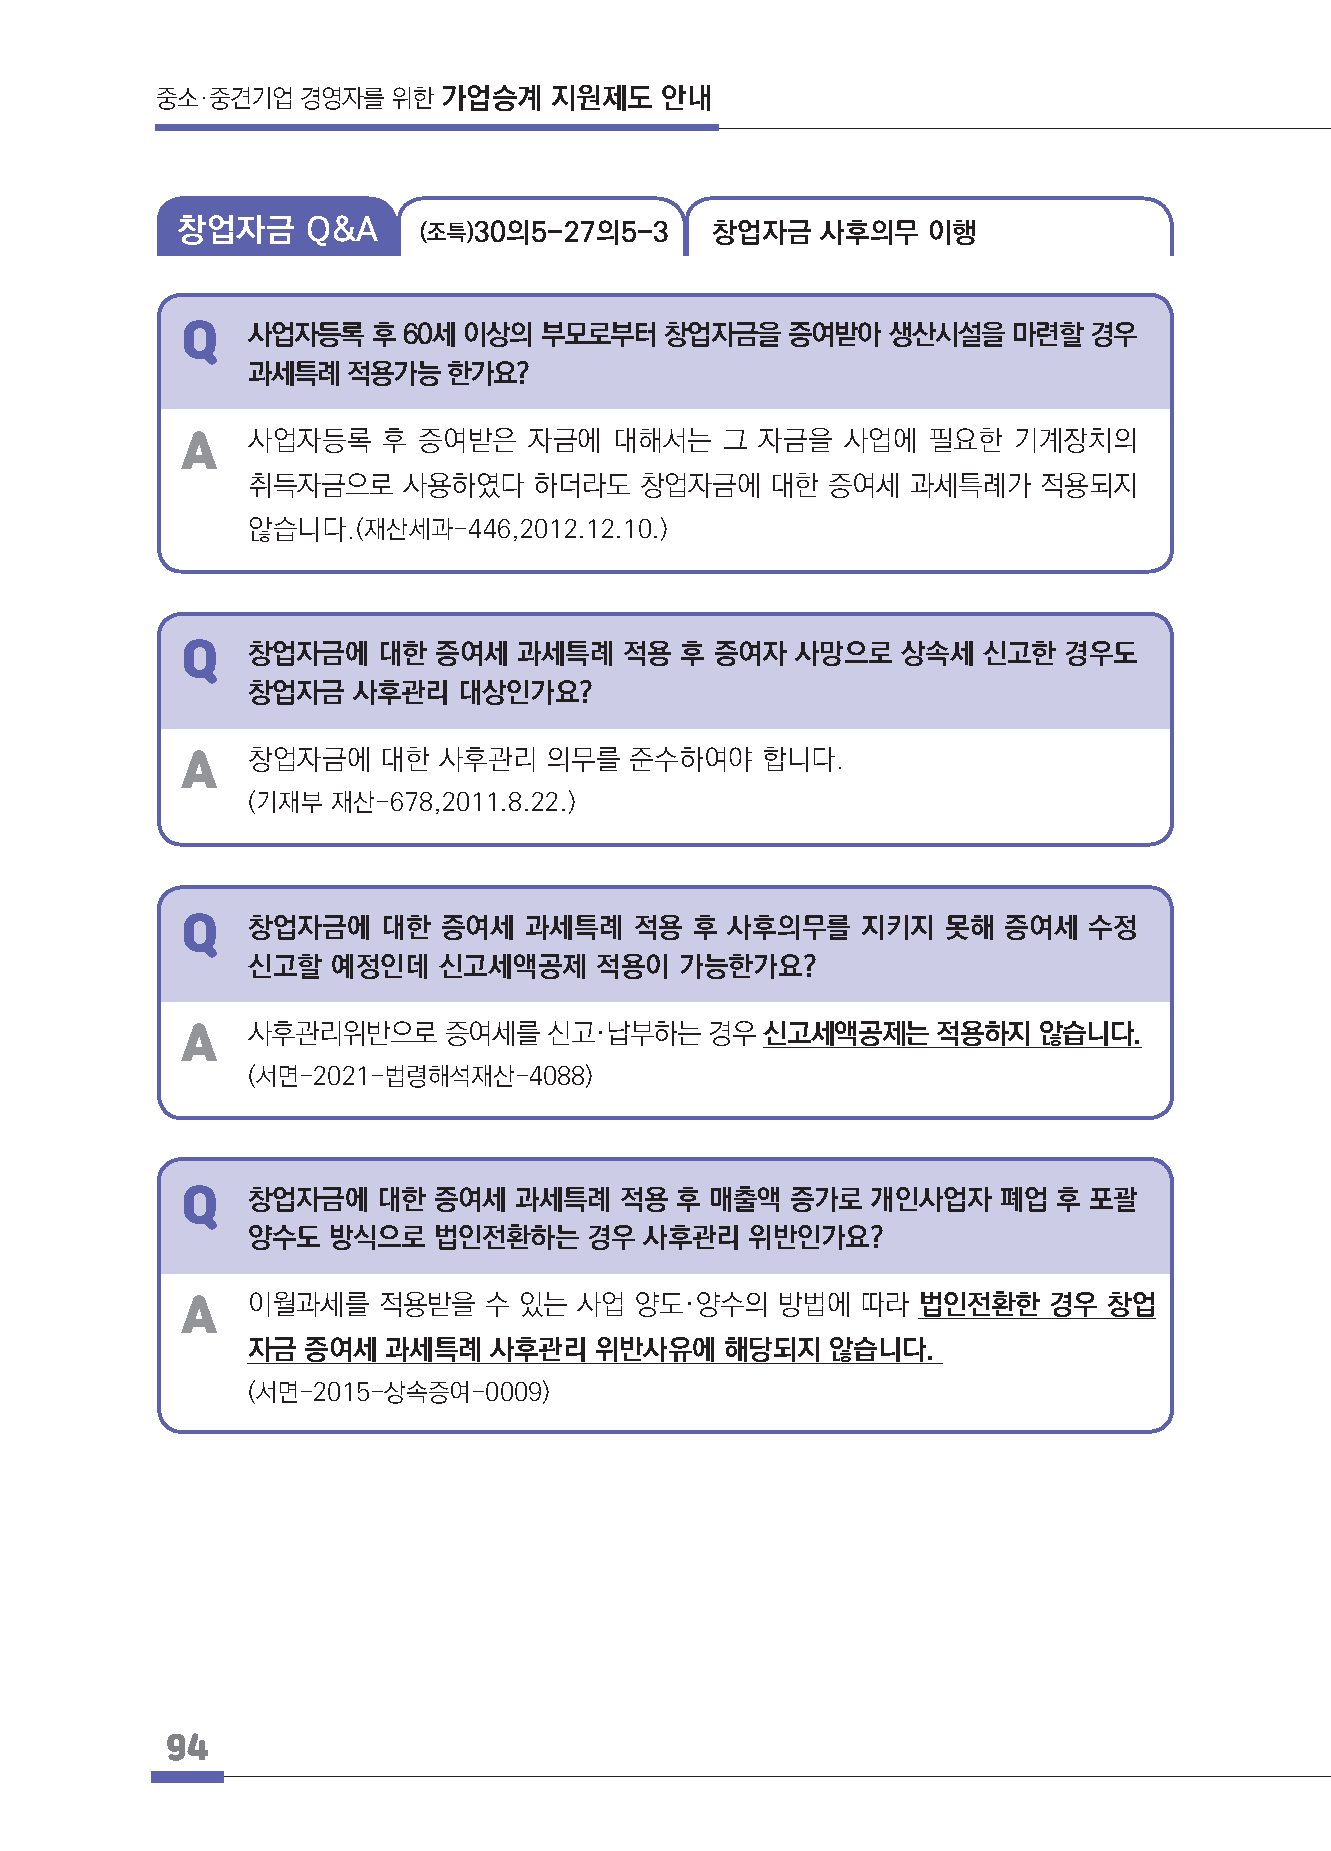 중소·중견기업 경영자를 위한 가업승계 지원제도 안내
창업자금 Q&A (조특)30의5-27의5-3 창업자금 사후의무 이행
Q 사업자등록 후 60세 이상의 부모로부터 창업자금을 증여받아 생산시설을 마련할 경우
과세특례 적용가능 한가요?
A 사업자등록 후 증여받은 자금에 대해서는 그 자금을 사업에 필요한 기계장치의
취득자금으로 사용하였다 하더라도 창업자금에 대한 증여세 과세특례가 적용되지
않습니다.(재산세과-446,2012.12.10.)
Q 창업자금에 대한 증여세 과세특례 적용 후 증여자 사망으로 상속세 신고한 경우도
창업자금 사후관리 대상인가요?
A 창업자금에 대한 사후관리 의무를 준수하여야 합니다.
(기재부 재산-678,2011.8.22.)
Q 창업자금에 대한 증여세 과세특례 적용 후 사후의무를 지키지 못해 증여세 수정
신고할 예정인데 신고세액공제 적용이 가능한가요?
A 사후관리위반으로 증여세를 신고·납부하는 경우 신고세액공제는 적용하지 않습니다.
(서면-2021-법령해석재산-4088)
Q 창업자금에 대한 증여세 과세특례 적용 후 매출액 증가로 개인사업자 폐업 후 포괄
양수도 방식으로 법인전환하는 경우 사후관리 위반인가요?
A 이월과세를 적용받을 수 있는 사업 양도·양수의 방법에 따라 법인전환한 경우 창업
자금 증여세 과세특례 사후관리 위반사유에 해당되지 않습니다.
(서면-2015-상속증여-0009)
94